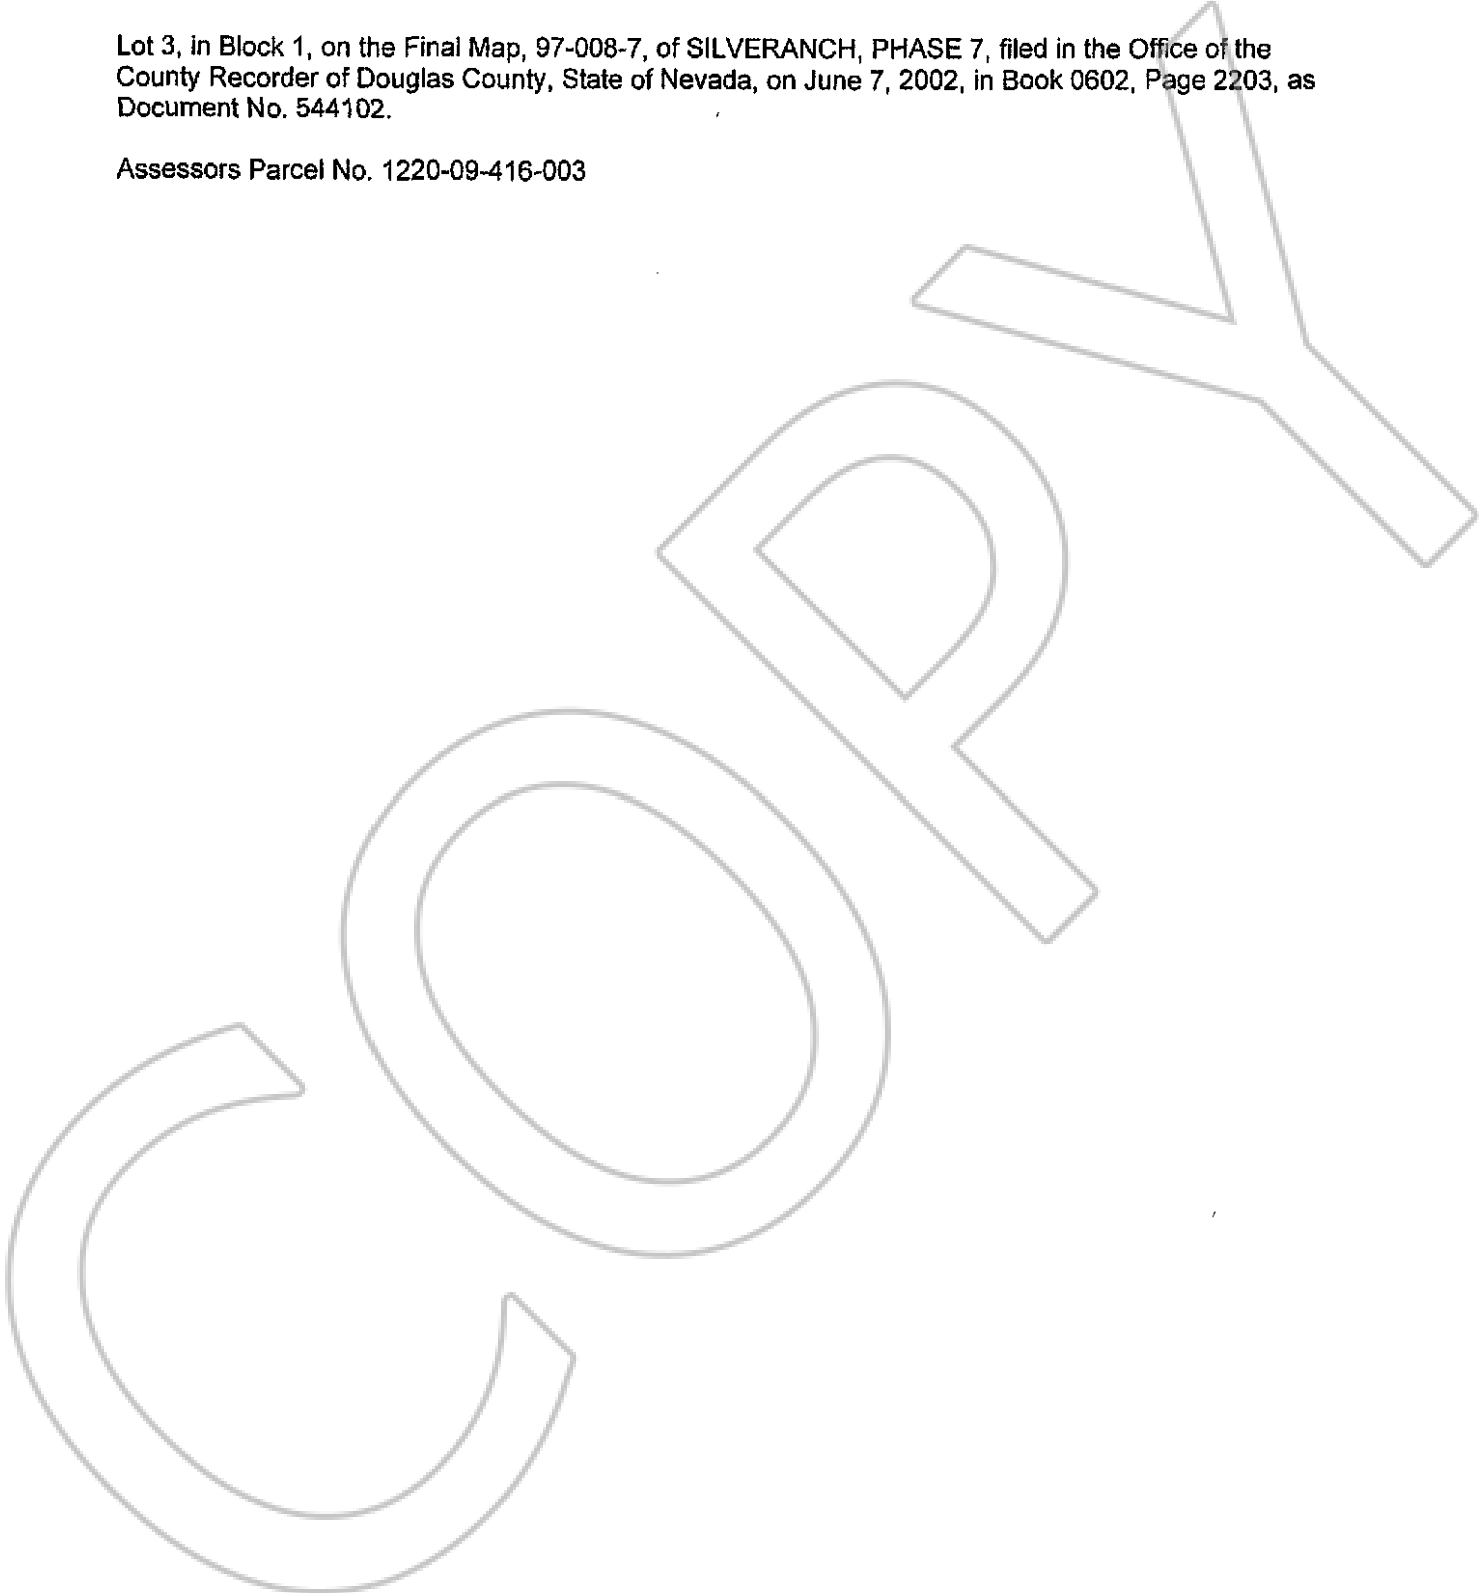 Lot 3, in Block 1, on the Final Map, 97-008-7, of SILVERANCH, PHASE 7, filed in the Office of the
County Recorder of Douglas County, State of Nevada, on June 7, 2002, in Book 0602, Page 2203, as
Document No. 544102.
Assessors Parcel No. 1220-09-416-003
COPY